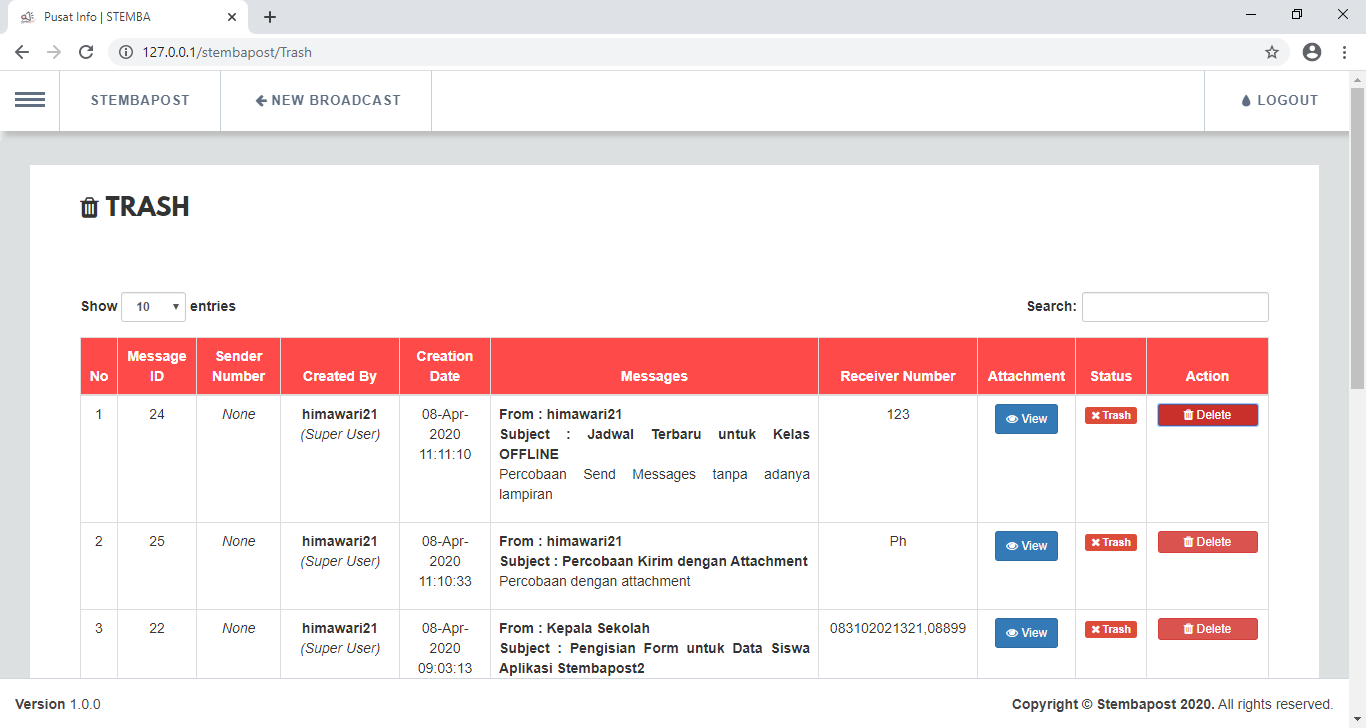 Pusat Info | STEMBA
127.0.0.1/stembapost/Trash
STEMBAPOST
NEW BROADCAST
LOGOUT
TRASH
Show 10 entries
Search:
No
Message ID
Sender Number
Created By
Creation Date
Messages
Receiver Number
Attachment
Status
Action
1
24
None
himawari21
(Super User)
08-Apr-
2020
11:11:10
From : himawari21
Subject : Jadwal Terbaru untuk Kelas
OFFLINE
Percobaan Send Messages tanpa adanya
lampiran
123
View
Trash
Delete
2
25
None
himawari21
(Super User)
08-Apr-
2020
11:10:33
From : himawari21
Subject : Percobaan Kirim dengan Attachment
Percobaan dengan attachment
Ph
View
Trash
Delete
3
22
None
himawari21
(Super User)
08-Apr-
2020
09:03:13
From : Kepala Sekolah
Subject : Pengisian Form untuk Data Siswa
Aplikasi Stembapost2
083102021321,08899
View
Trash
Delete
Version 1.0.0
Copyright © Stembapost 2020. All rights reserved.